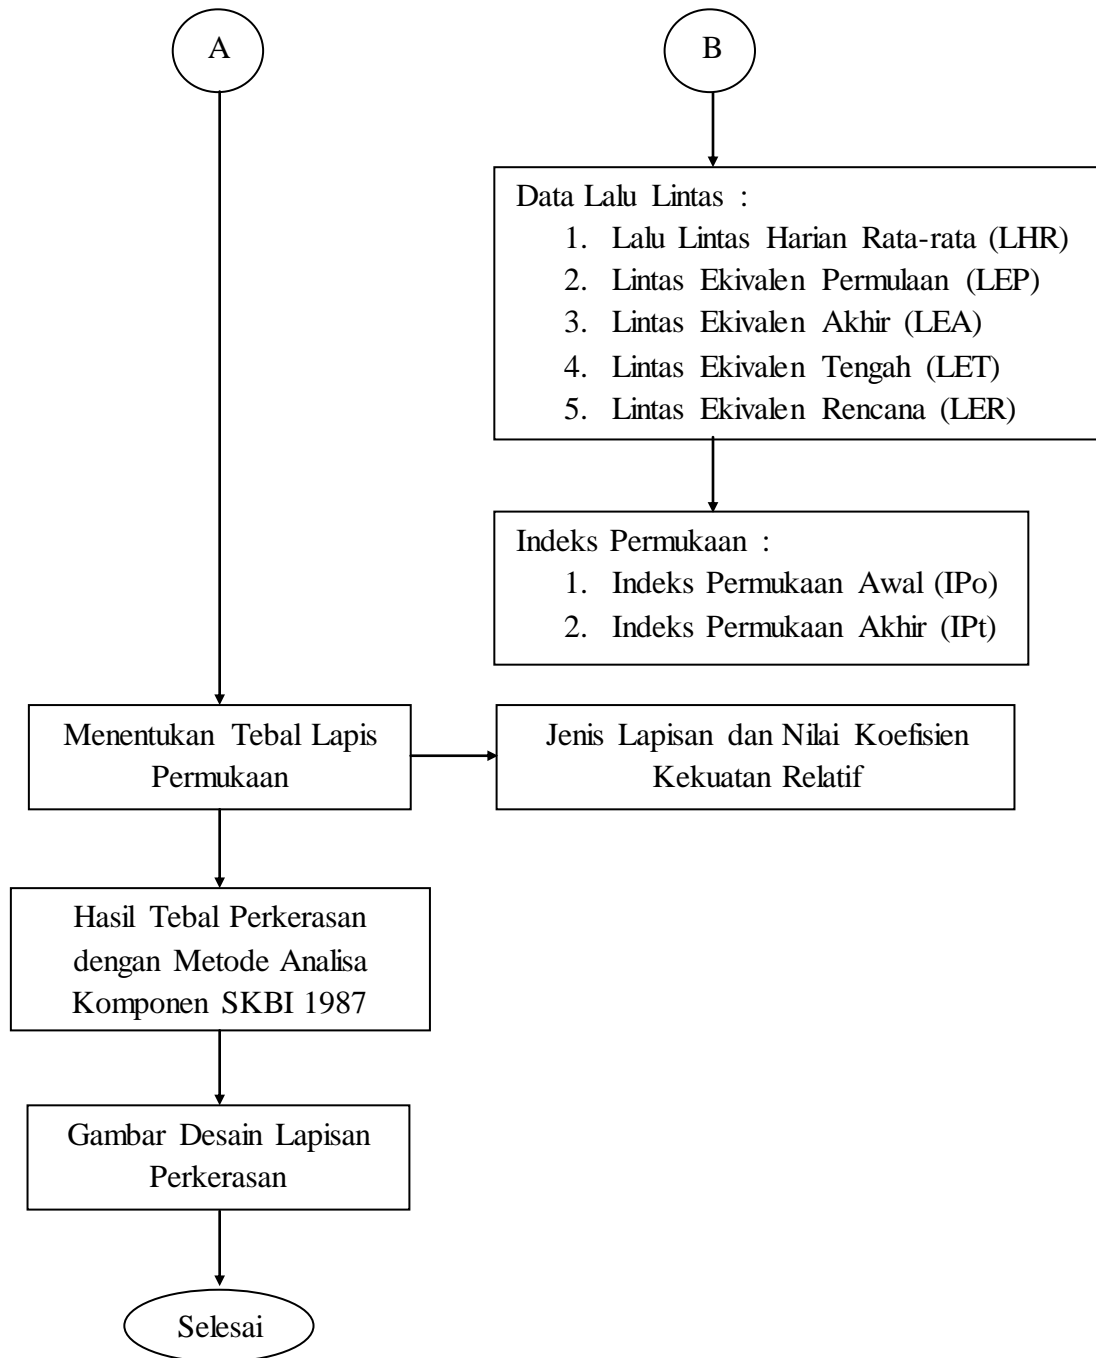 A
B
Data Lalu Lintas :
1. Lalu Lintas Harian Rata-rata (LHR)
2. Lintas Ekivalen Permulaan (LEP)
3. Lintas Ekivalen Akhir (LEA)
4. Lintas Ekivalen Tengah (LET)
5. Lintas Ekivalen Rencana (LER)
Indeks Permukaan :
1. Indeks Permukaan Awal (IPo)
2. Indeks Permukaan Akhir (IPt)
Menentukan Tebal Lapis
Permukaan
Jenis Lapisan dan Nilai Koefisien
Kekuatan Relatif
Hasil Tebal Perkerasan
dengan Metode Analisa
Komponen SKBI 1987
Gambar Desain Lapisan
Perkerasan
Selesai